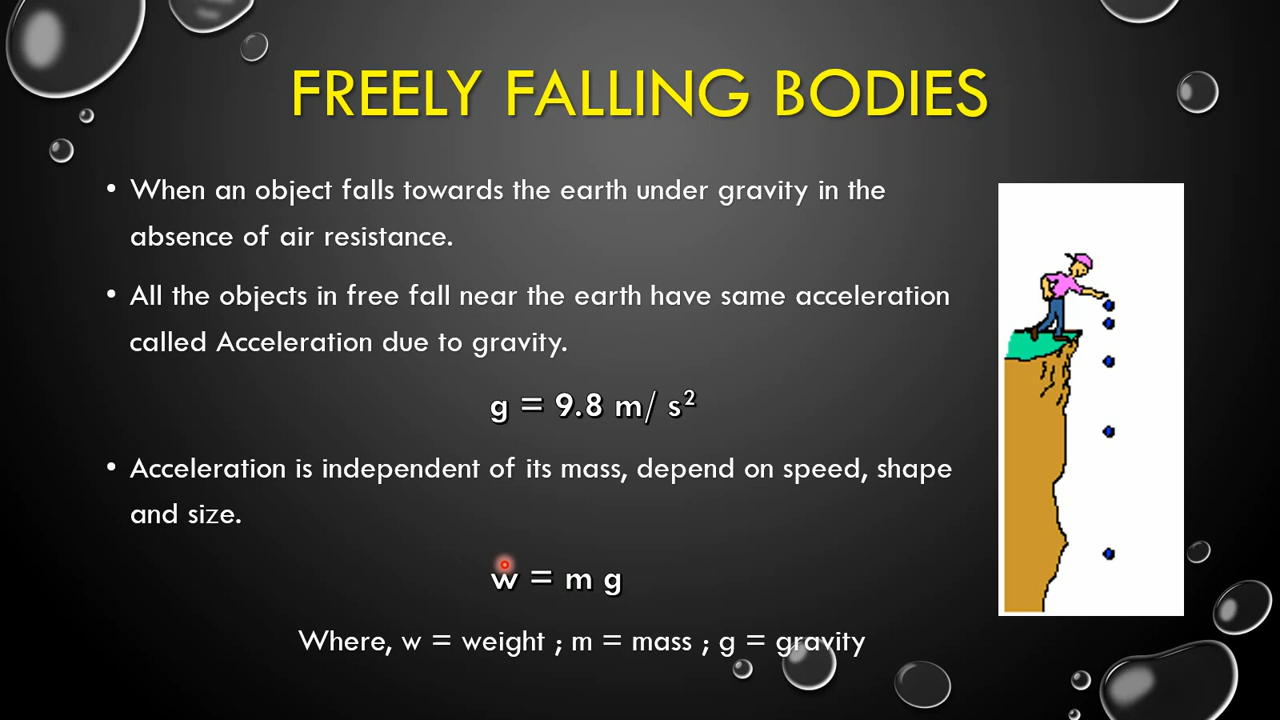 FREELY FALLING BODIES
• When an object falls towards the earth under gravity in the
absence of air resistance.
• All the objects in free fall near the earth have same acceleration
called Acceleration due to gravity.
g = 9.8 m/ s²
• Acceleration is independent of its mass, depend on speed, shape
and size.
w = m g
Where, w = weight ; m = mass ; g = gravity